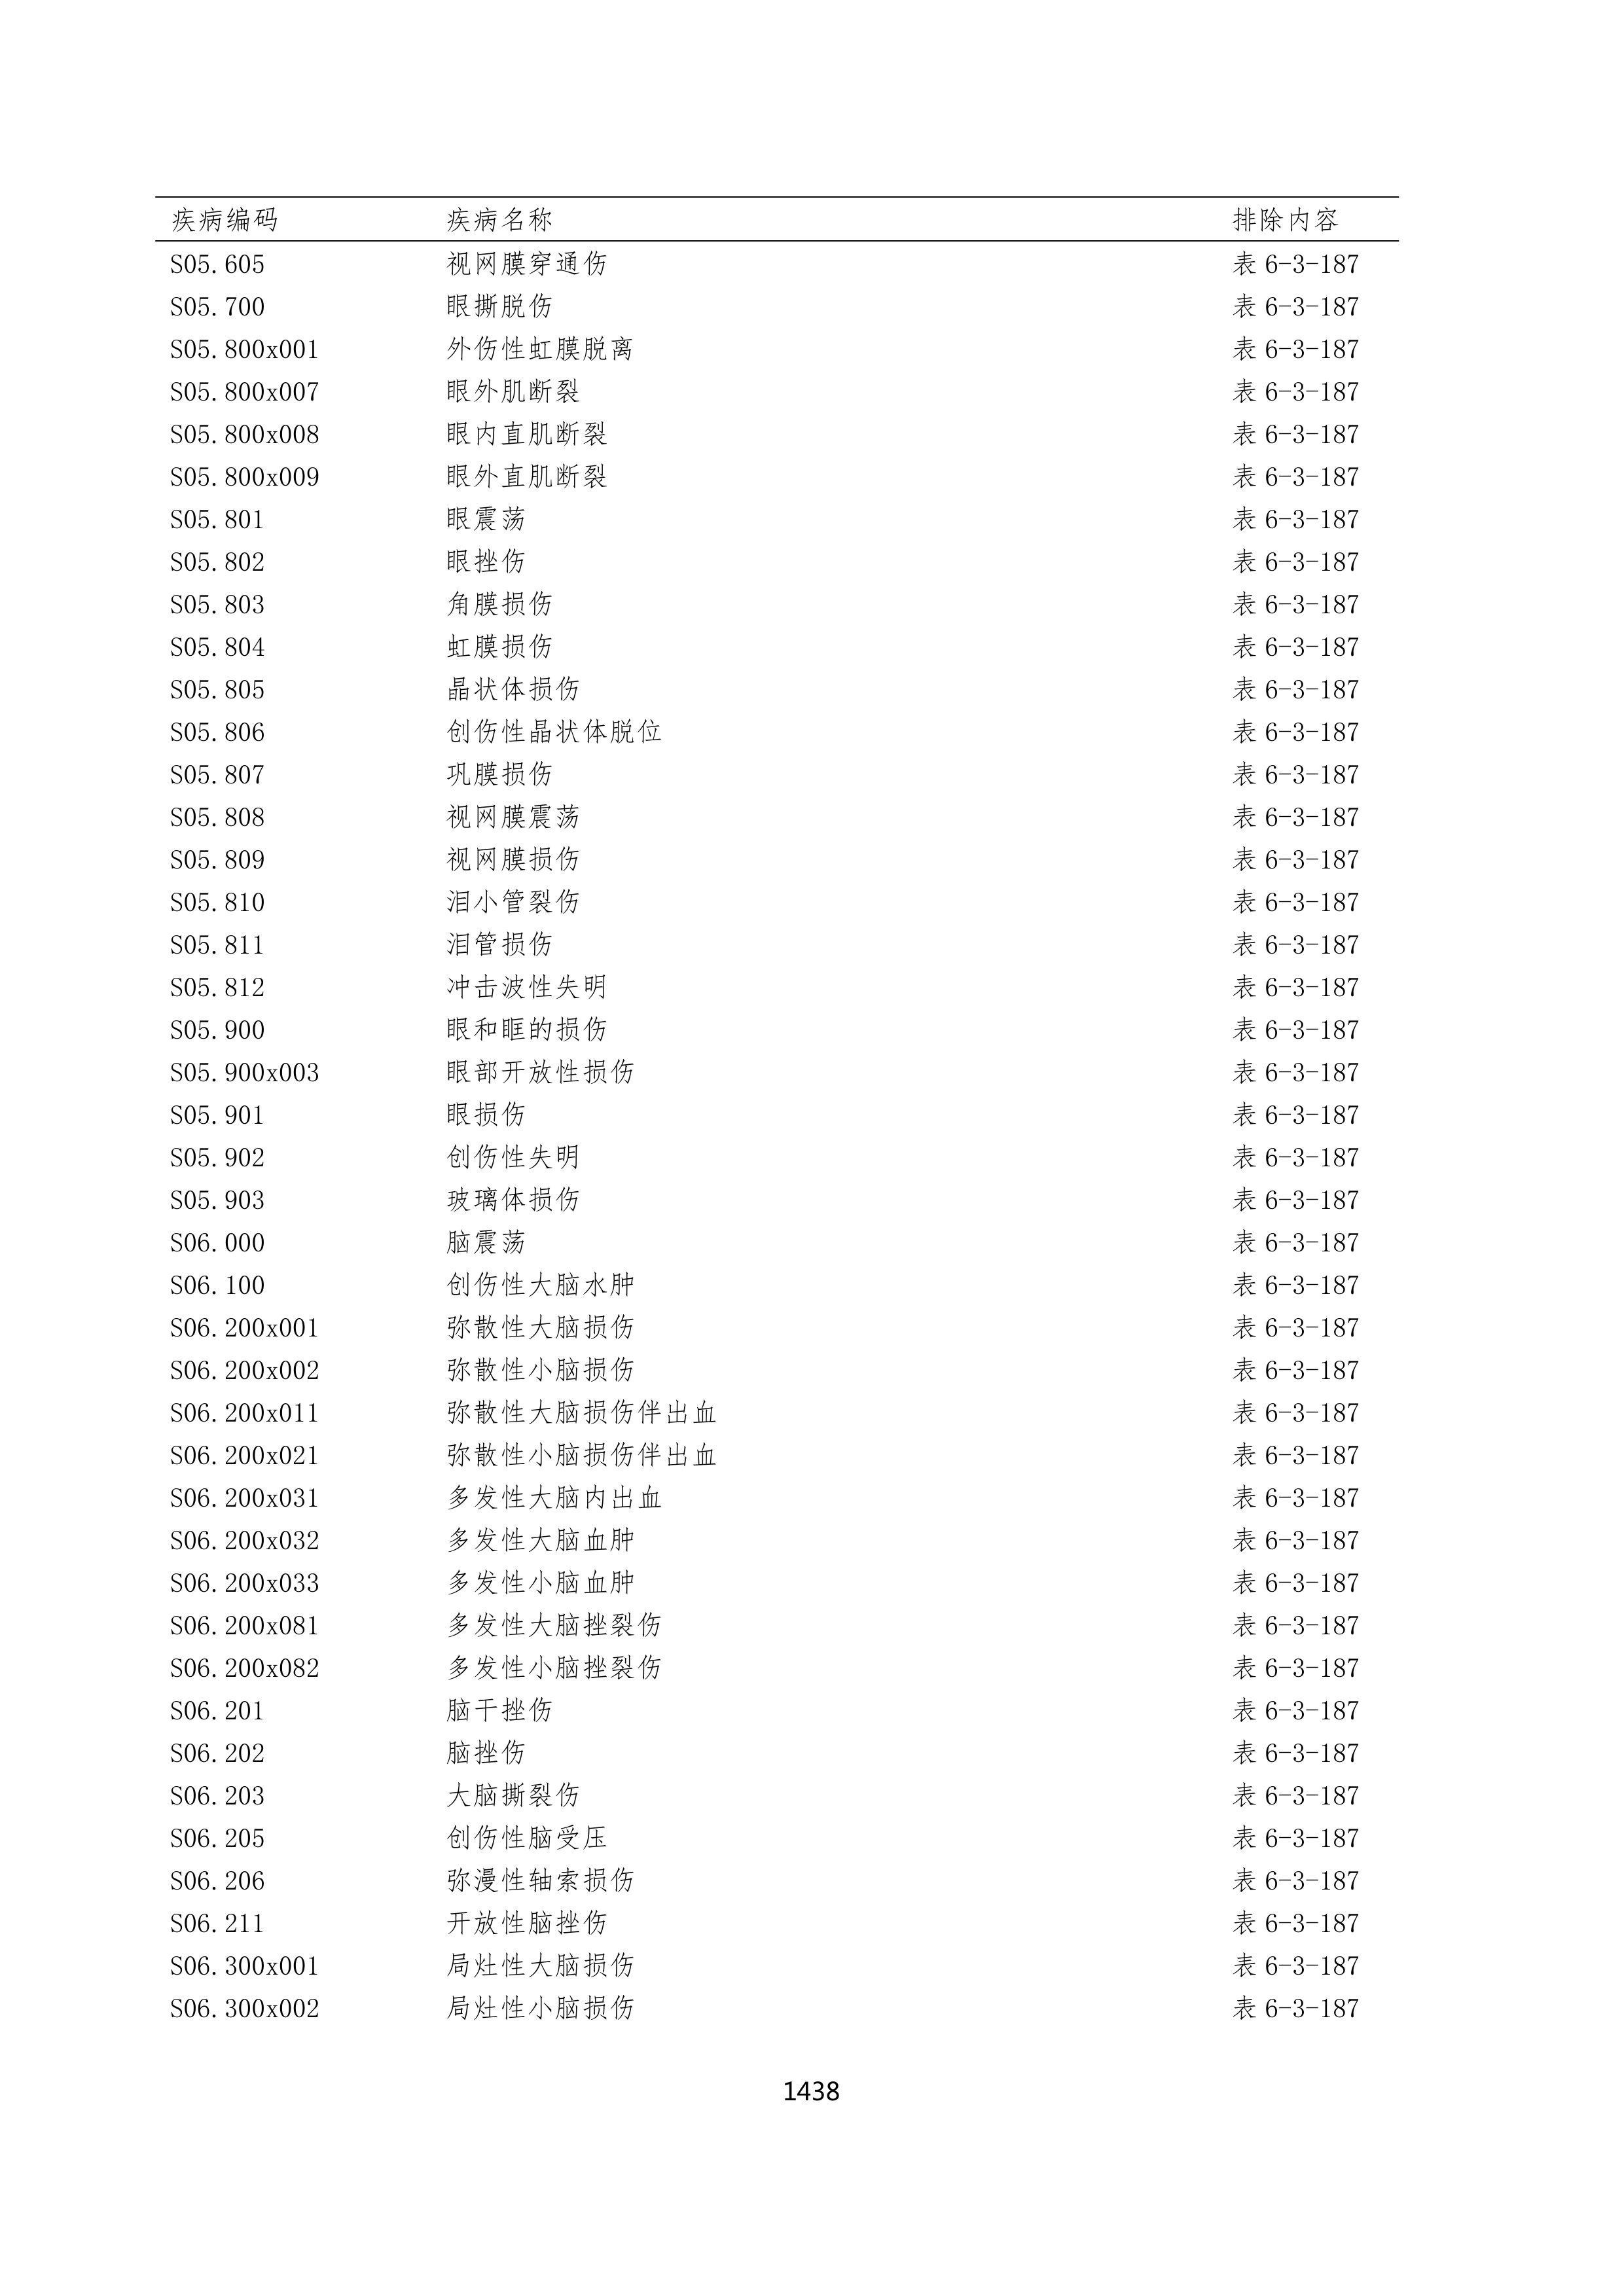 疾病编码 疾病名称 排除内容
S05.605 视网膜穿通伤 表 6-3-187
S05.700 眼撕脱伤 表 6-3-187
S05.800x001 外伤性虹膜脱离 表 6-3-187
S05.800x007 眼外肌断裂 表 6-3-187
S05.800x008 眼内直肌断裂 表 6-3-187
S05.800x009 眼外直肌断裂 表 6-3-187
S05.801 眼震荡 表 6-3-187
S05.802 眼挫伤 表 6-3-187
S05.803 角膜损伤 表 6-3-187
S05.804 虹膜损伤 表 6-3-187
S05.805 晶状体损伤 表 6-3-187
S05.806 创伤性晶状体脱位 表 6-3-187
S05.807 巩膜损伤 表 6-3-187
S05.808 视网膜震荡 表 6-3-187
S05.809 视网膜损伤 表 6-3-187
S05.810 泪小管裂伤 表 6-3-187
S05.811 泪管损伤 表 6-3-187
S05.812 冲击波性失明 表 6-3-187
S05.900 眼和眶的损伤 表 6-3-187
S05.900x003 眼部开放性损伤 表 6-3-187
S05.901 眼损伤 表 6-3-187
S05.902 创伤性失明 表 6-3-187
S05.903 玻璃体损伤 表 6-3-187
S06.000 脑震荡 表 6-3-187
S06.100 创伤性大脑水肿 表 6-3-187
S06.200x001 弥散性大脑损伤 表 6-3-187
S06.200x002 弥散性小脑损伤 表 6-3-187
S06.200x011 弥散性大脑损伤伴出血 表 6-3-187
S06.200x021 弥散性小脑损伤伴出血 表 6-3-187
S06.200x031 多发性大脑内出血 表 6-3-187
S06.200x032 多发性大脑血肿 表 6-3-187
S06.200x033 多发性小脑血肿 表 6-3-187
S06.200x081 多发性大脑挫裂伤 表 6-3-187
S06.200x082 多发性小脑挫裂伤 表 6-3-187
S06.201 脑干挫伤 表 6-3-187
S06.202 脑挫伤 表 6-3-187
S06.203 大脑撕裂伤 表 6-3-187
S06.205 创伤性脑受压 表 6-3-187
S06.206 弥漫性轴索损伤 表 6-3-187
S06.211 开放性脑挫伤 表 6-3-187
S06.300x001 局灶性大脑损伤 表 6-3-187
S06.300x002 局灶性小脑损伤 表 6-3-187
1438